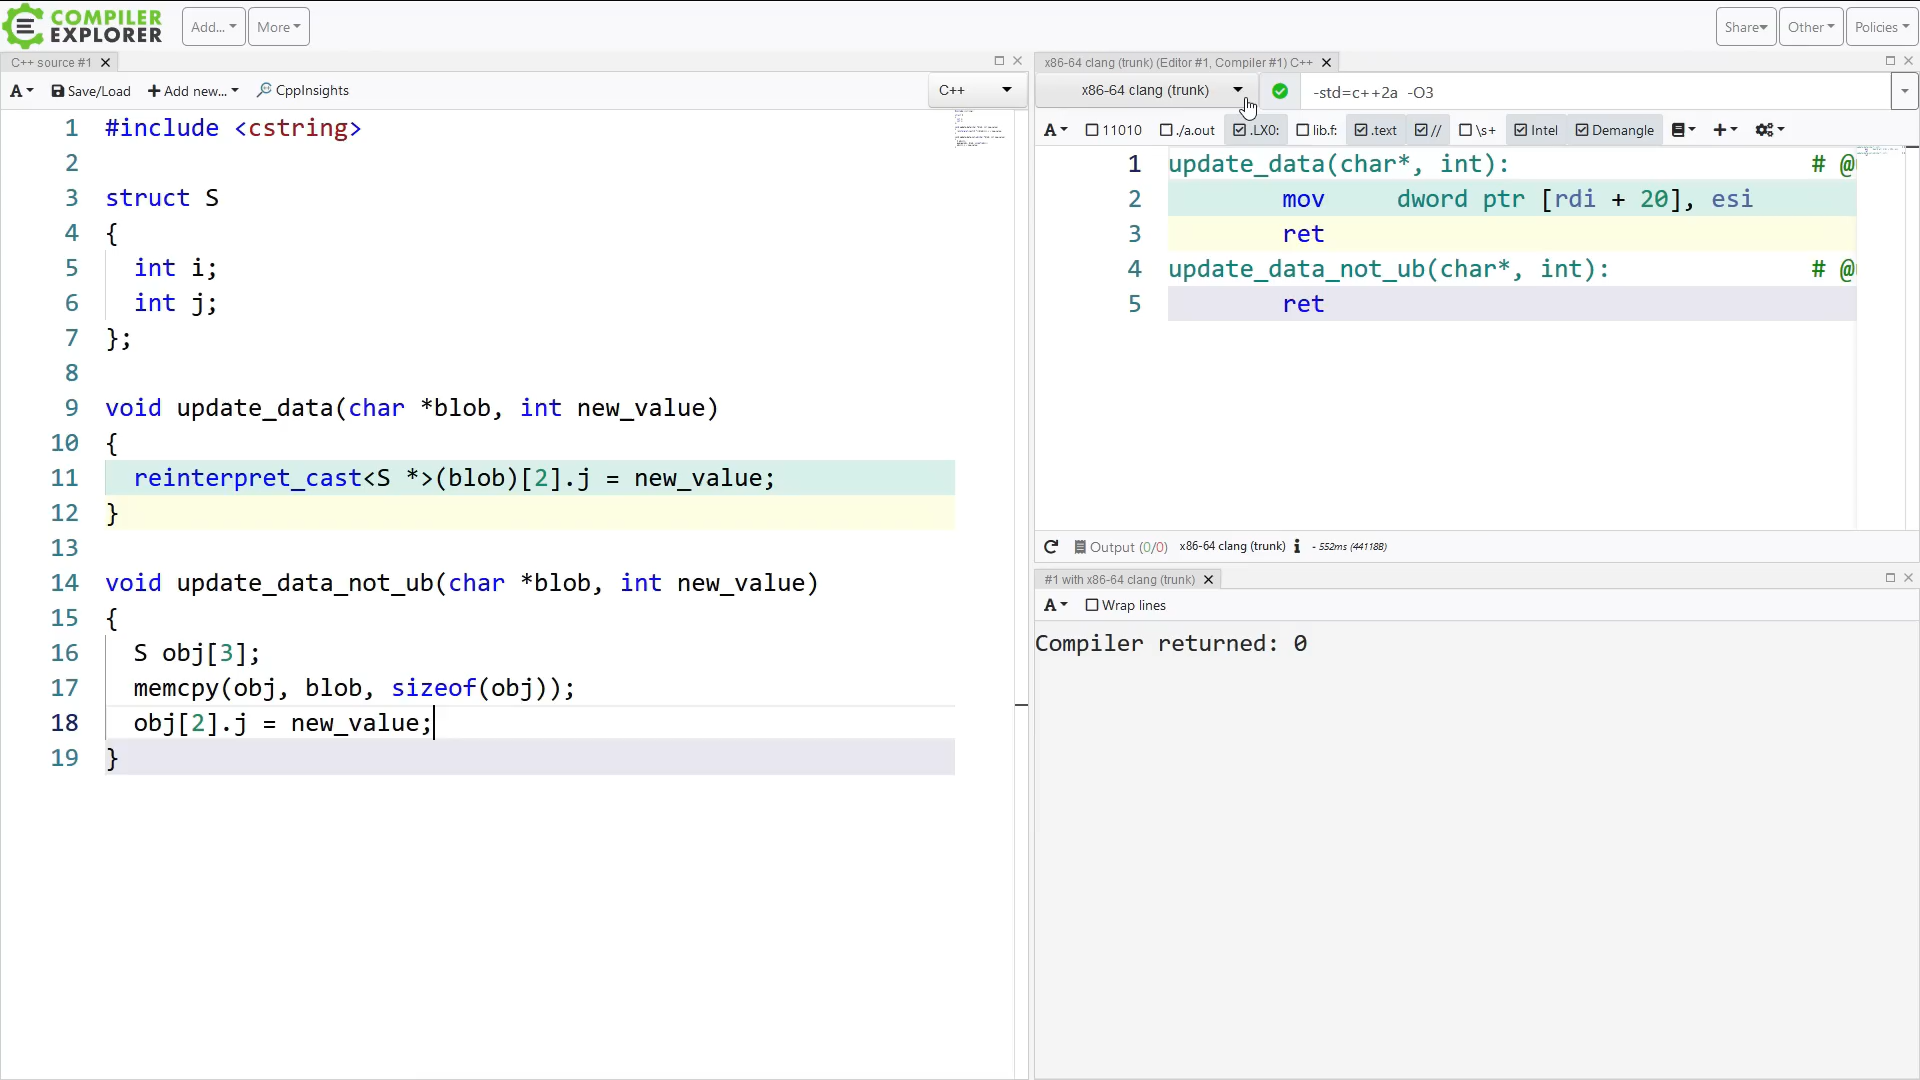 COMPILER
EXPLORER
Add...
More
Share
Other
Policies
C++ source #1
A
Save/Load
Add new...
CppInsights
C++
1 #include <cstring>
2
3 struct S
4 {
5 int i;
6 int j;
7 };
8
9 void update_data(char *blob, int new_value)
10 {
11 reinterpret_cast<S *>(blob)[2].j = new_value;
12 }
13
14 void update_data_not_ub(char *blob, int new_value)
15 {
16 S obj[3];
17 memcpy(obj, blob, sizeof(obj));
18 obj[2].j = new_value;
19 }
x86-64 clang (trunk) (Editor #1, Compiler #1) C++
x86-64 clang (trunk)
-std=c++2a -O3
A
11010
./a.out
.LX0:
lib.f:
.text
//
\s+
Intel
Demangle
1 update_data(char*, int): # @
2 mov dword ptr [rdi + 20], esi
3 ret
4 update_data_not_ub(char*, int): # @
5 ret
Output (0/0) x86-64 clang (trunk) i - 552ms (44118B)
#1 with x86-64 clang (trunk)
A
Wrap lines
Compiler returned: 0